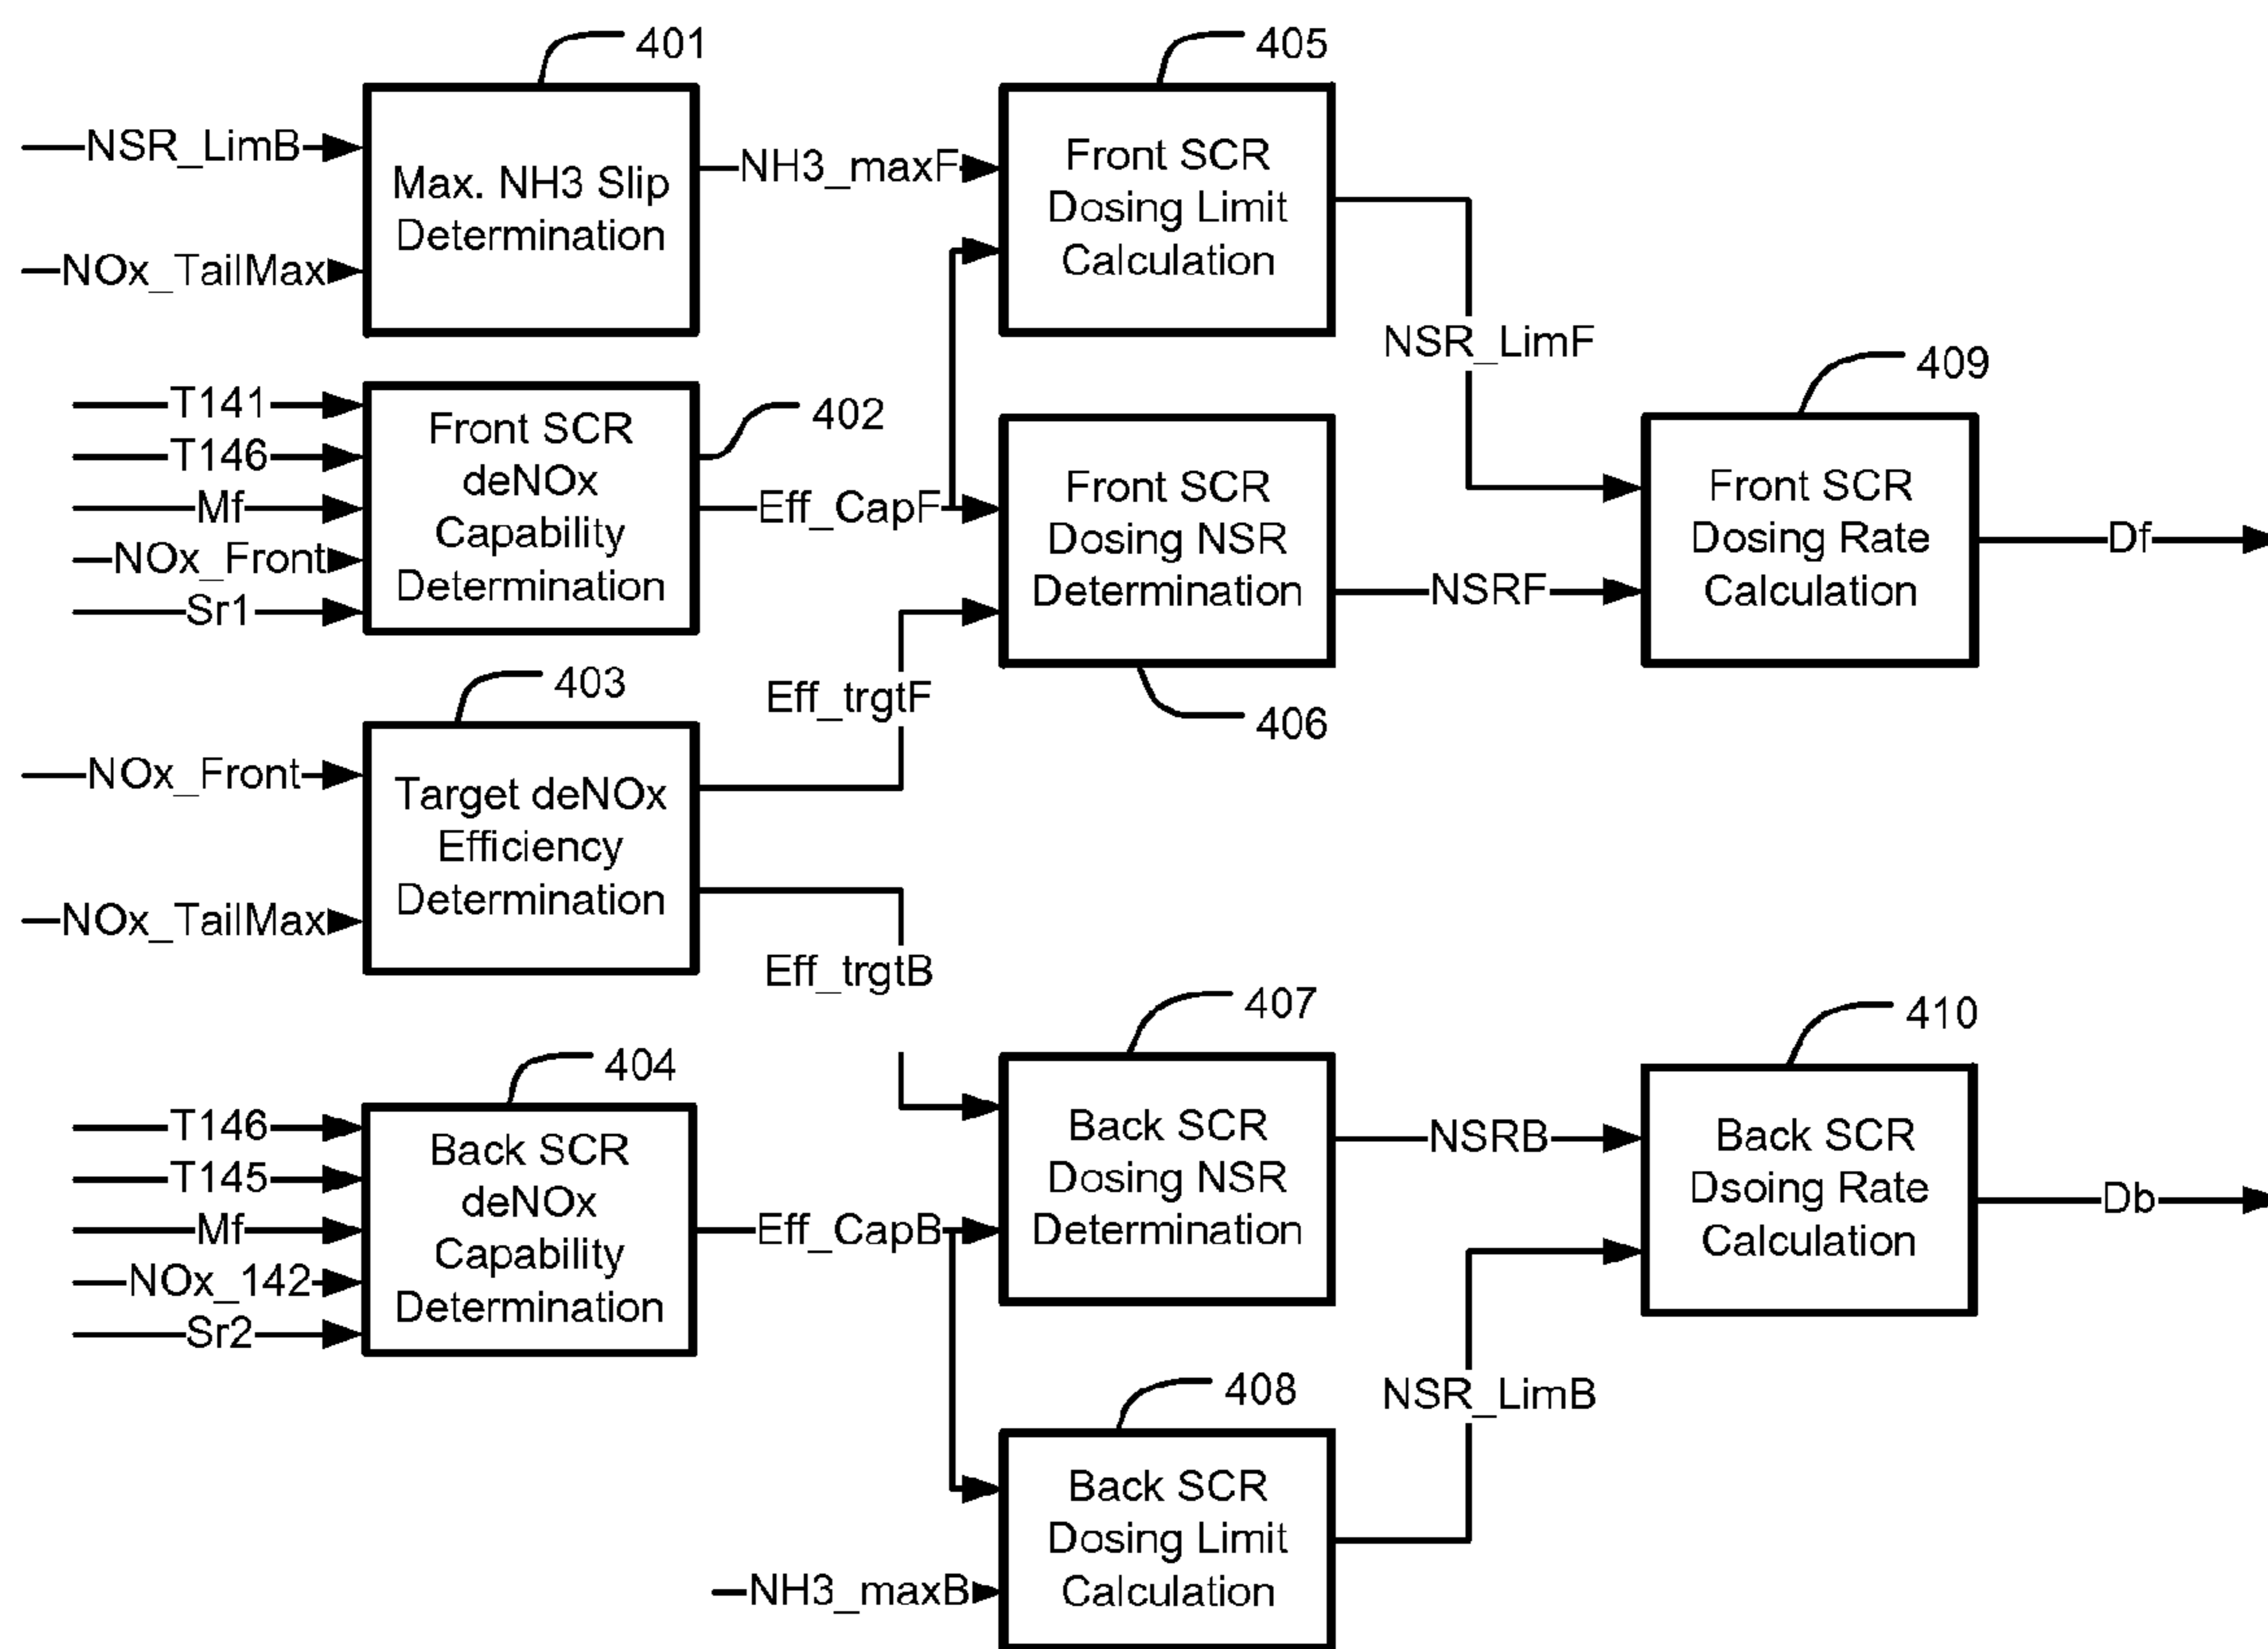 401
NSR_LimB
NOx_TailMax
Max. NH3 Slip
Determination
NH3_maxF
405
Front SCR
Dosing Limit
Calculation
NSR_LimF
T141
T146
Mf
NOx_Front
Sr1
Front SCR
deNOx
Capability
Determination
402
Eff_CapF
Front SCR
Dosing NSR
Determination
406
NSRF
409
Front SCR
Dosing Rate
Calculation
Df
403
NOx_Front
NOx_TailMax
Target deNOx
Efficiency
Determination
Eff_trgtF
Eff_trgtB
404
T146
T145
Mf
NOx_142
Sr2
Back SCR
deNOx
Capability
Determination
Eff_CapB
407
Back SCR
Dosing NSR
Determination
NSRB
410
Back SCR
Dsoing Rate
Calculation
Db
408
NH3_maxB
Back SCR
Dosing Limit
Calculation
NSR_LimB